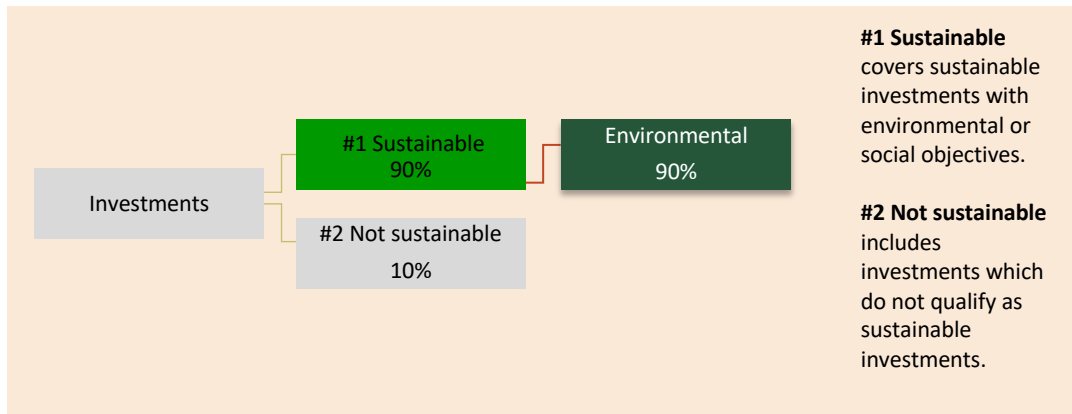 Investments
#1 Sustainable
90%
Environmental
90%
#2 Not sustainable
10%
#1 Sustainable
covers sustainable
investments with
environmental or
social objectives.
#2 Not sustainable
includes
investments which
do not qualify as
sustainable
investments.